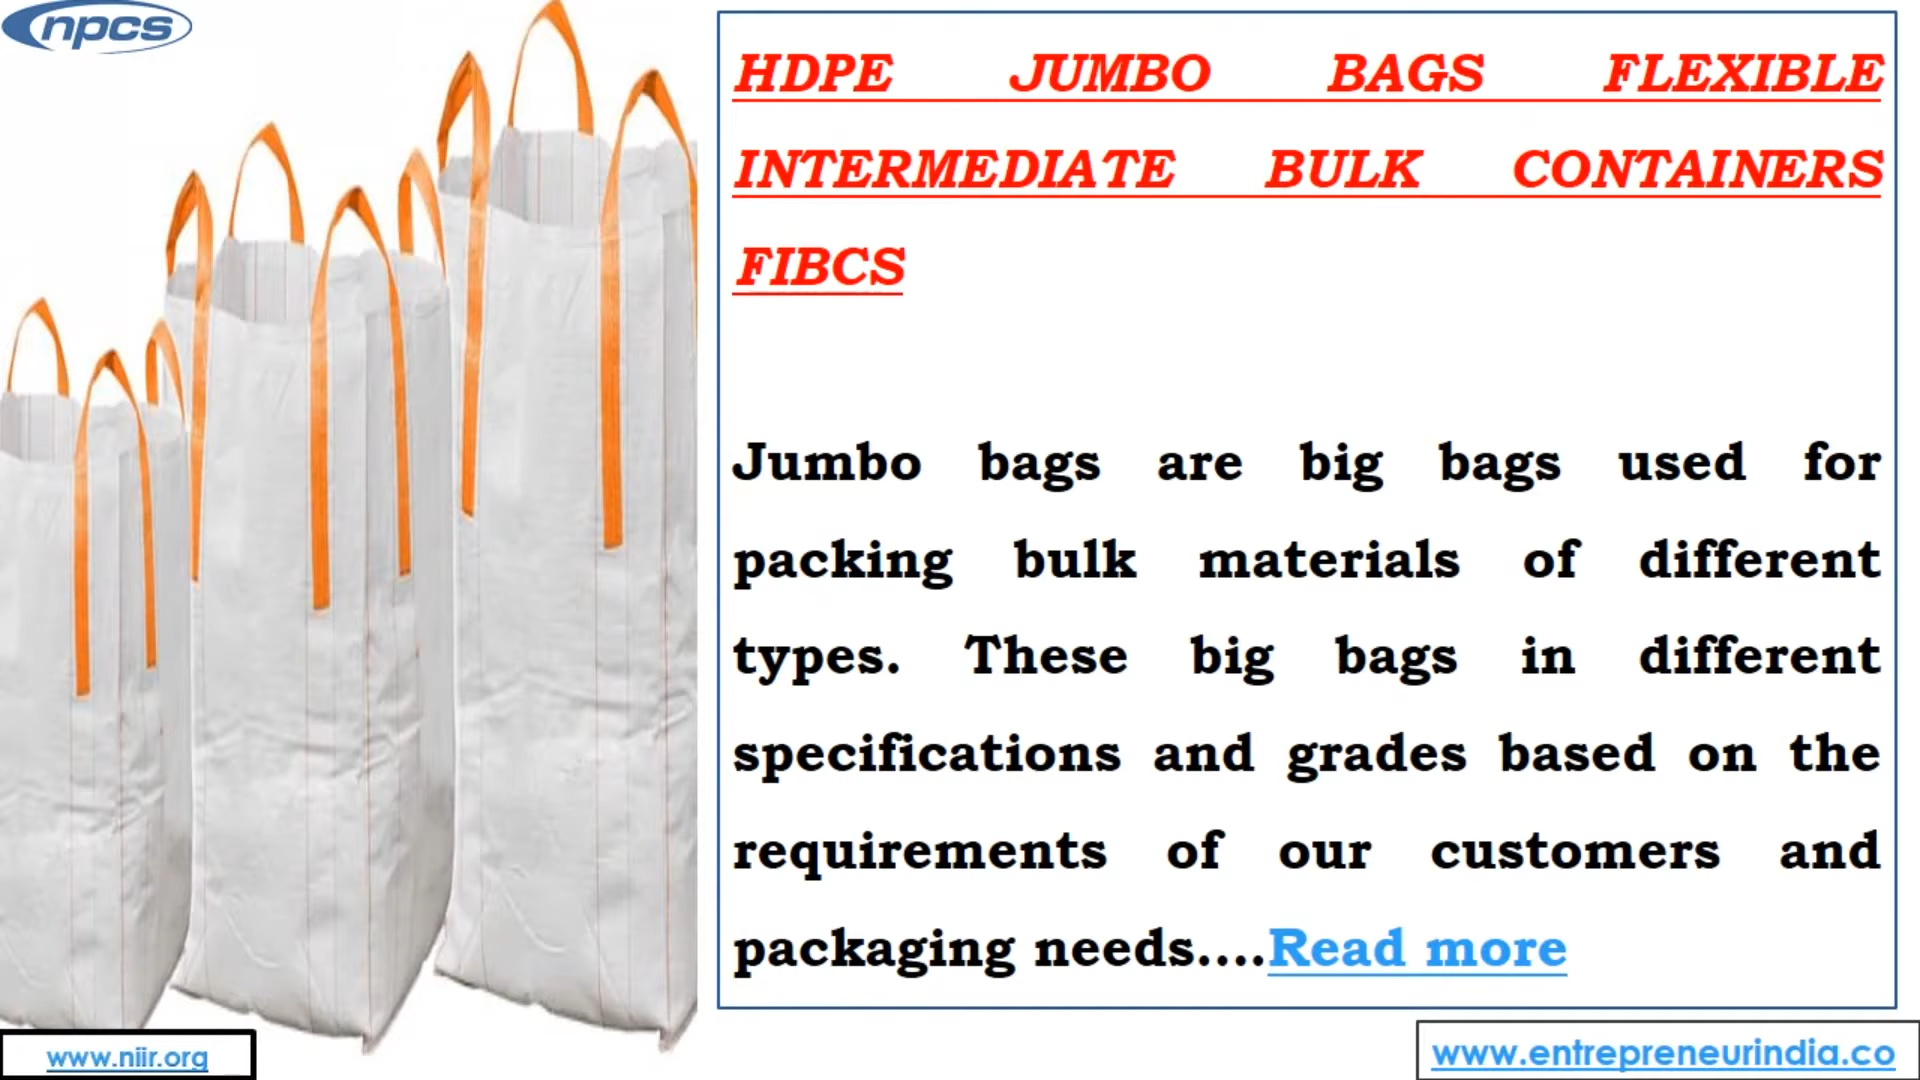 npcs
HDPE JUMBO BAGS FLEXIBLE
INTERMEDIATE BULK CONTAINERS
FIBCS
Jumbo bags are big bags used for
packing bulk materials of different
types. These big bags in different
specifications and grades based on the
requirements of our customers and
packaging needs....Read more
www.niir.org
www.entrepreneurindia.co